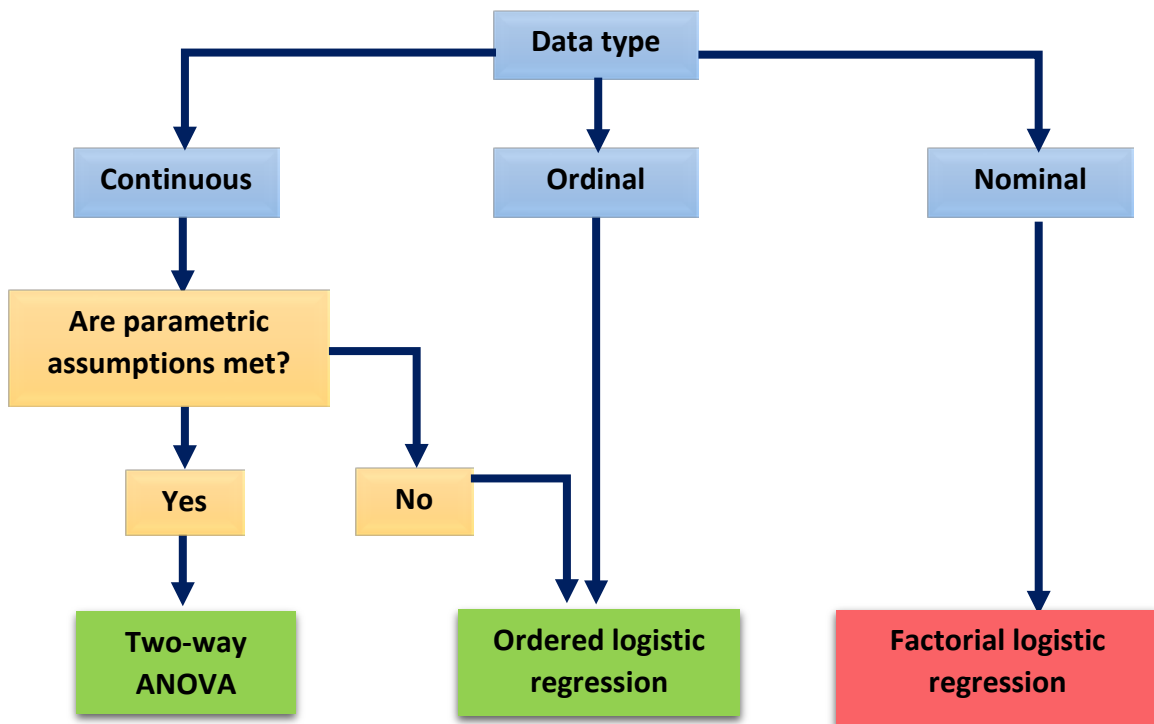 Data type
Continuous
Ordinal
Nominal
Are parametric
assumptions met?
Yes
No
Two-way
ANOVA
Ordered logistic
regression
Factorial logistic
regression